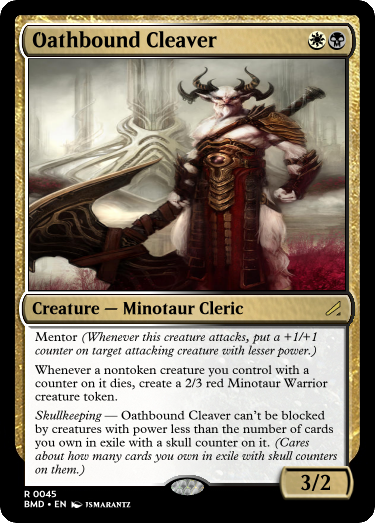 Oathbound Cleaver
Creature — Minotaur Cleric
Mentor (Whenever this creature attacks, put a +1/+1
counter on target attacking creature with lesser power.)
Whenever a nontoken creature you control with a
counter on it dies, create a 2/3 red Minotaur Warrior
creature token.
Skullkeeping — Oathbound Cleaver can't be blocked
by creatures with power less than the number of cards
you own in exile with a skull counter on it. (Cares
about how many cards you own in exile with skull counters
on them.)
3/2
R 0045
BMD • EN JSMARANTZ